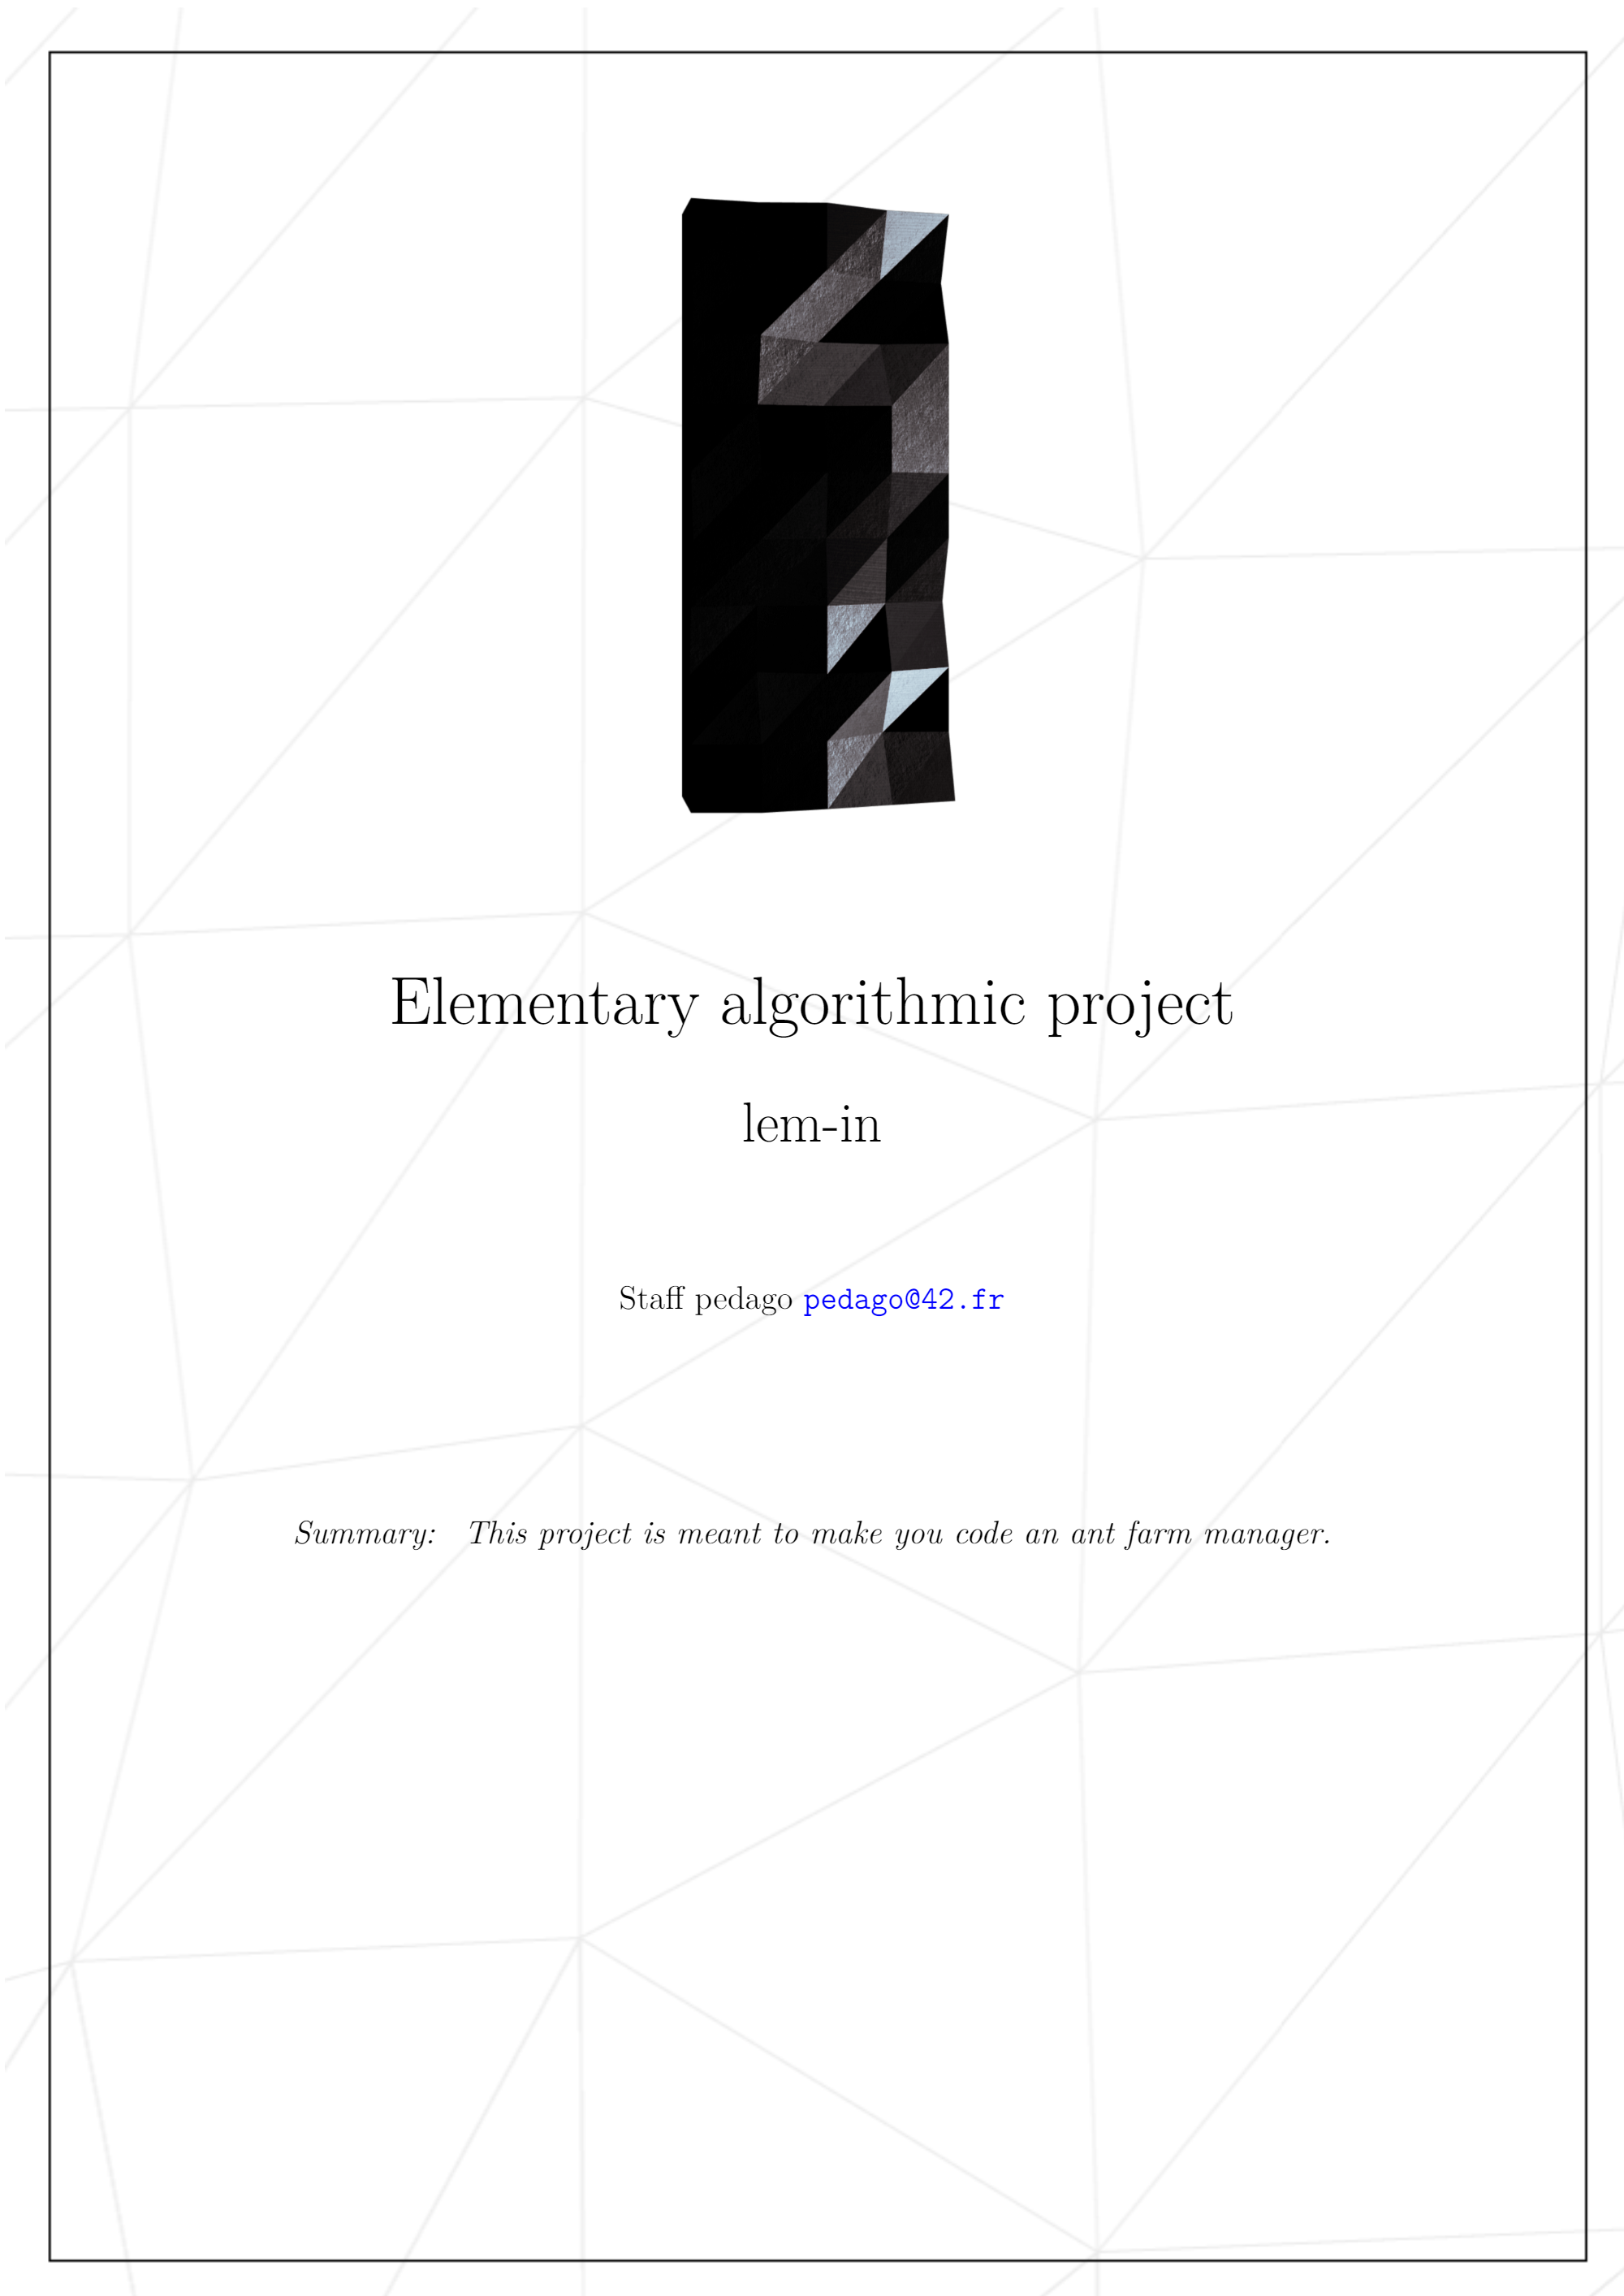 Elementary algorithmic project
lem-in
Staff pedago pedago@42.fr
Summary: This project is meant to make you code an ant farm manager.